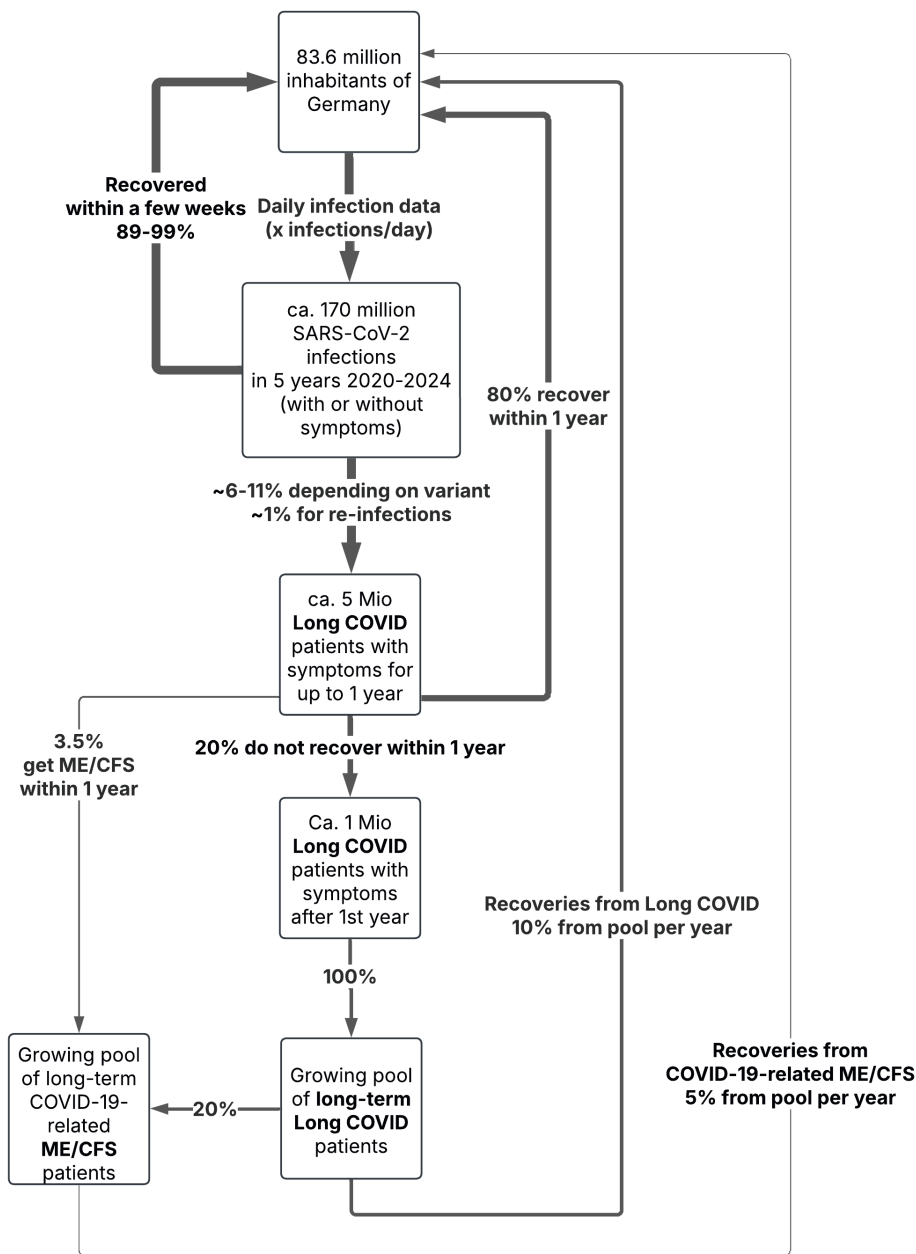 83.6 million
inhabitants of
Germany
Recovered
within a few weeks
89-99%
Daily infection data
(x infections/day)
ca. 170 million
SARS-CoV-2
infections
in 5 years 2020-2024
(with or without
symptoms)
80% recover
within 1 year
~6-11% depending on variant
~1% for re-infections
ca. 5 Mio
Long COVID
patients with
symptoms for
up to 1 year
3.5%
get ME/CFS
within 1 year
20% do not recover within 1 year
Ca. 1 Mio
Long COVID
patients with
symptoms
after 1st year
Recoveries from Long COVID
10% from pool per year
100%
Growing pool
of long-term
COVID-19-
related
ME/CFS
patients
20%
Growing pool
of long-term
Long COVID
patients
Recoveries from
COVID-19-related ME/CFS
5% from pool per year